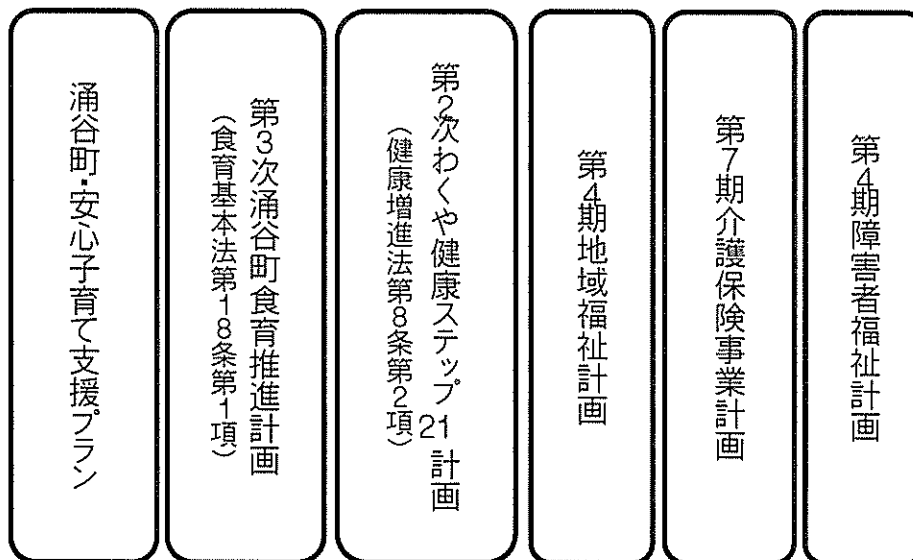 第4期障害者福祉計画
第7期介護保険事業計画
第4期地域福祉計画
第2次わくや健康ステップ21計画
（健康増進法第8条第2項）
第3次涌谷町食育推進計画
（食育基本法第18条第1項）
涌谷町・安心子育て支援プラン